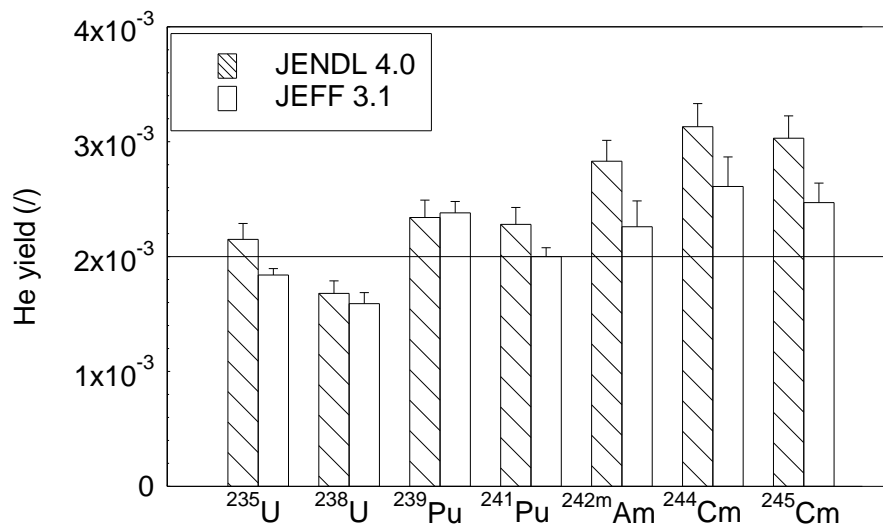 4x10⁻³
JENDL 4.0
JEFF 3.1
3x10⁻³
He yield (/)
2x10⁻³
1x10⁻³
0
²³⁵U ²³⁸U ²³⁹Pu ²⁴¹Pu ²⁴²ᵐAm ²⁴⁴Cm ²⁴⁵Cm